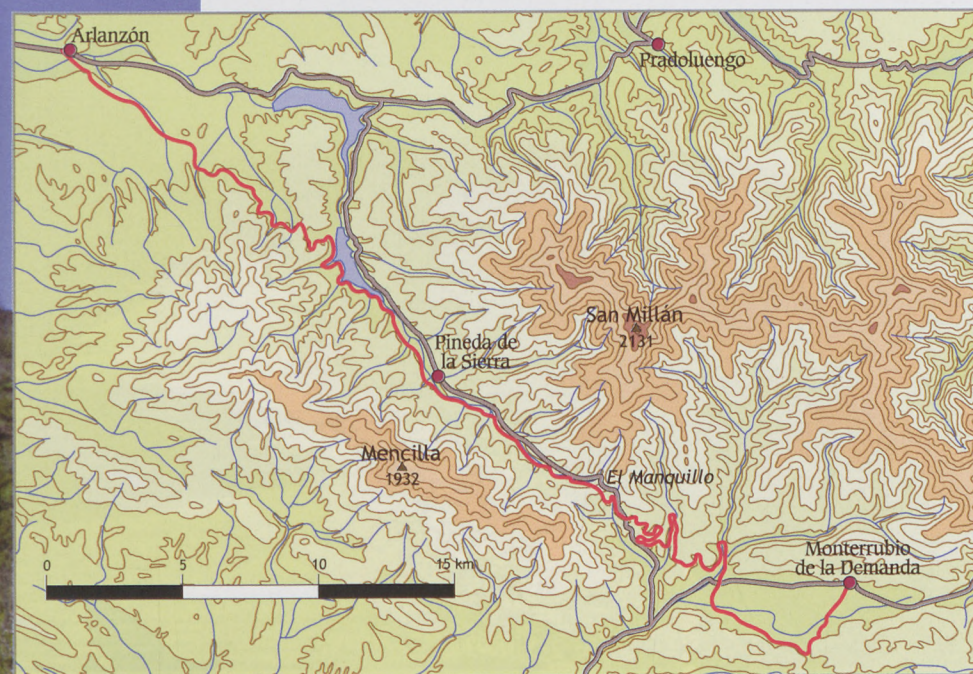 Arlanzón
Pradoluengo
San Millán
2131
Pineda de
la Sierra
Mencilla
1932
El Manquillo
Monterrubio
de la Demanda
0 5 10 15 km